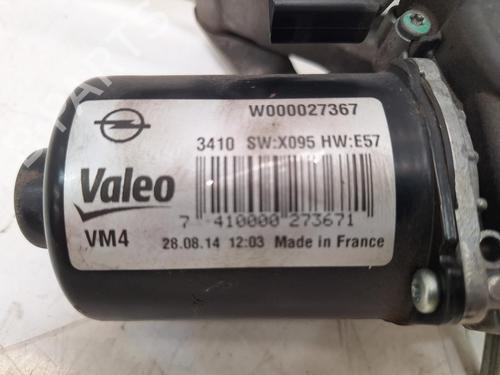 W000027367
3410 SW:X095 HW:E57
Valeo
7 410000 273671
VM4 28.08.14 12:03 Made in France